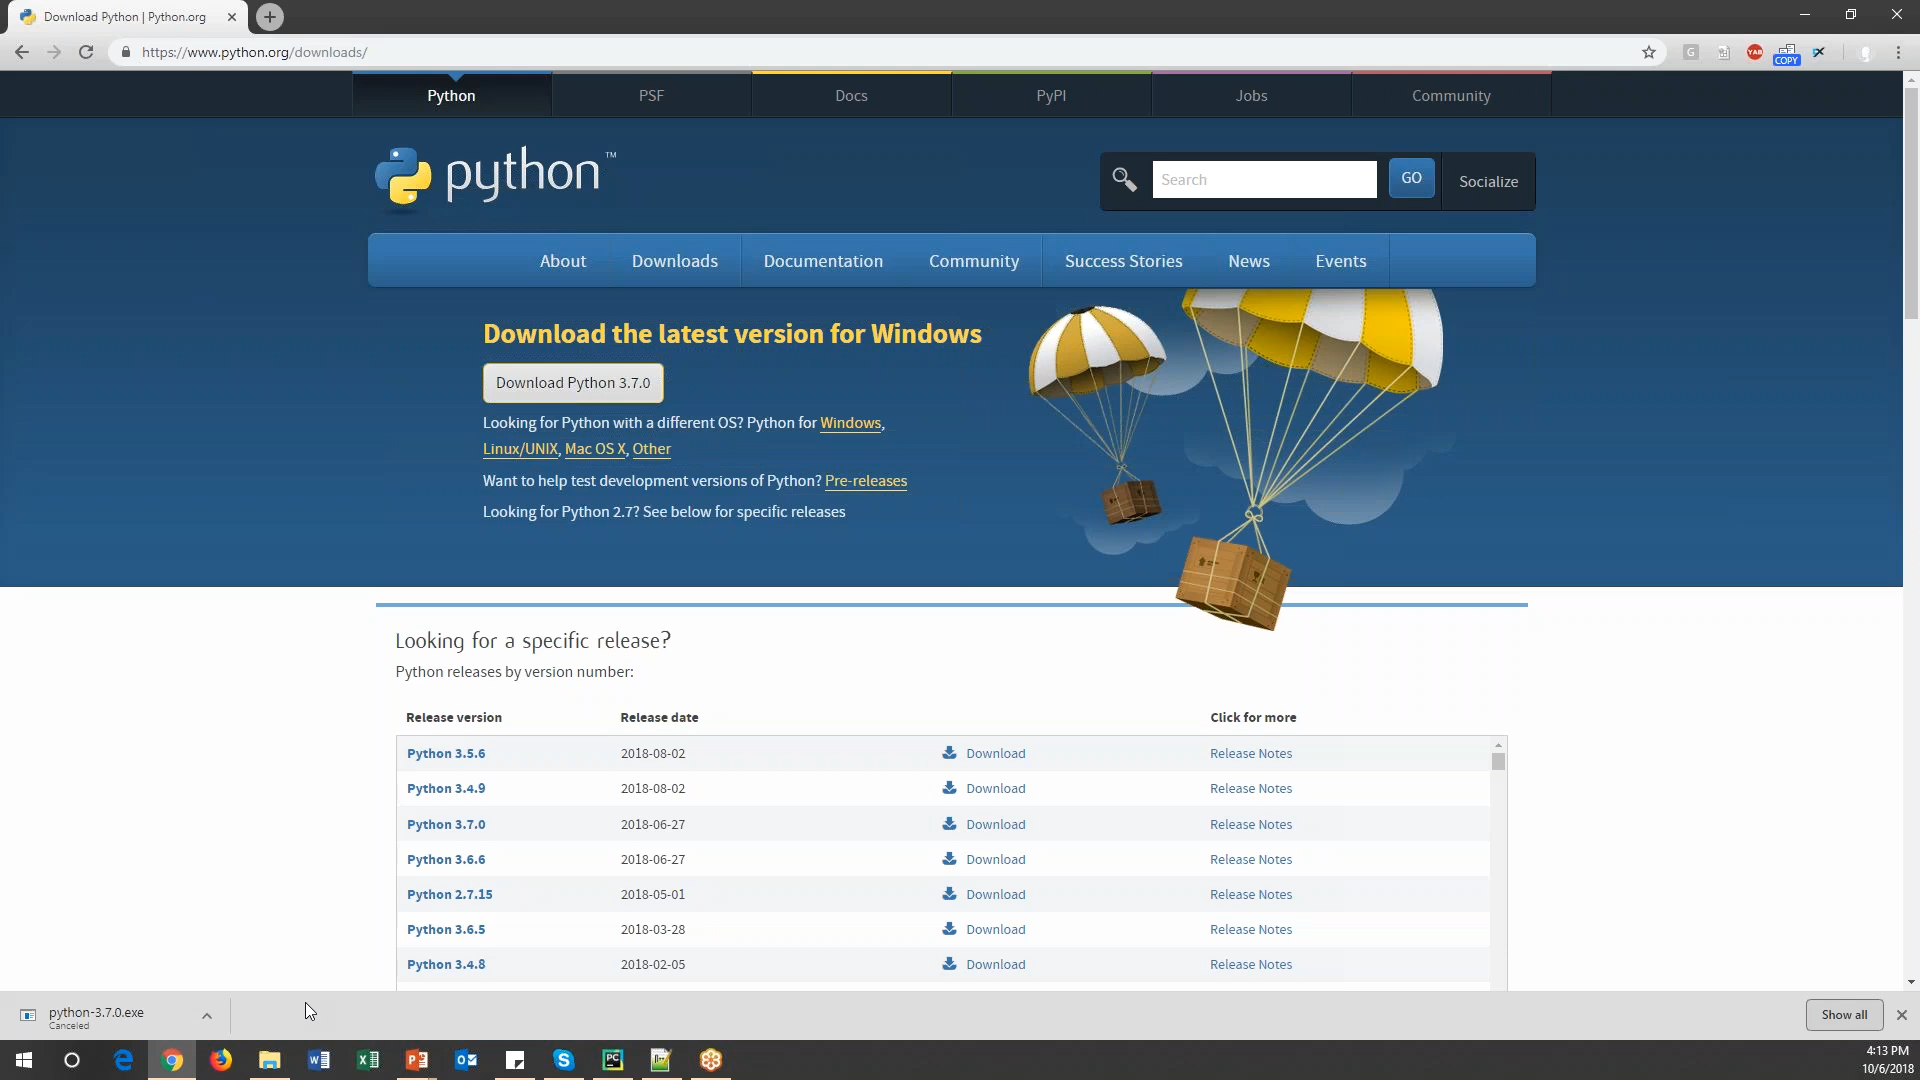 Download Python | Python.org
https://www.python.org/downloads/
COPY
Python PSF Docs PyPI Jobs Community
python™
Search GO Socialize
About Downloads Documentation Community Success Stories News Events
Download the latest version for Windows
Download Python 3.7.0
Looking for Python with a different OS? Python for Windows,
Linux/UNIX, Mac OS X, Other
Want to help test development versions of Python? Pre-releases
Looking for Python 2.7? See below for specific releases
Looking for a specific release?
Python releases by version number:
Release version Release date Click for more
Python 3.5.6 2018-08-02 Download Release Notes
Python 3.4.9 2018-08-02 Download Release Notes
Python 3.7.0 2018-06-27 Download Release Notes
Python 3.6.6 2018-06-27 Download Release Notes
Python 2.7.15 2018-05-01 Download Release Notes
Python 3.6.5 2018-03-28 Download Release Notes
Python 3.4.8 2018-02-05 Download Release Notes
python-3.7.0.exe
Canceled
Show all
4:13 PM
10/6/2018